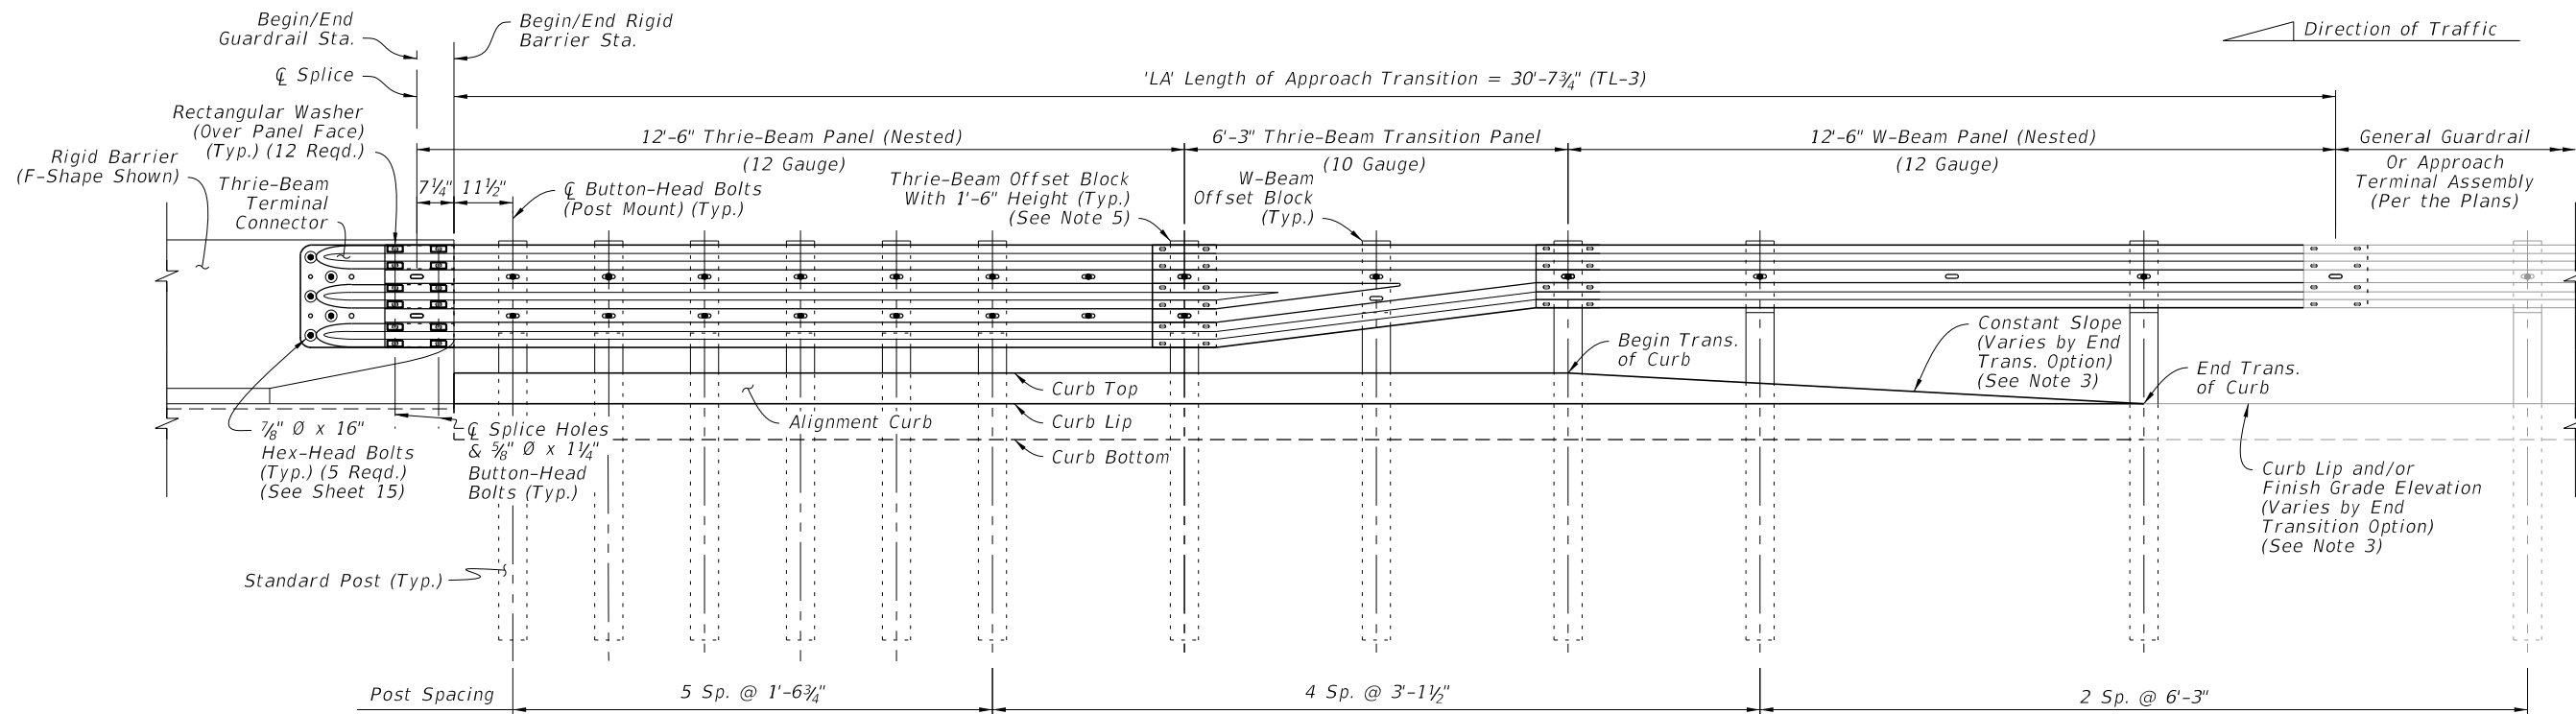 Begin/End
Guardrail Sta.
Begin/End Rigid
Barrier Sta.
Direction of Traffic
℄ Splice
'LA' Length of Approach Transition = 30'-7¾" (TL-3)
Rectangular Washer
(Over Panel Face)
(Typ.) (12 Reqd.)
12'-6" Thrie-Beam Panel (Nested)
(12 Gauge)
6'-3" Thrie-Beam Transition Panel
(10 Gauge)
12'-6" W-Beam Panel (Nested)
(12 Gauge)
General Guardrail
Or Approach
Terminal Assembly
(Per the Plans)
Rigid Barrier
(F-Shape Shown)
Thrie-Beam
Terminal
Connector
7¼"
11½"
℄ Button-Head Bolts
(Post Mount) (Typ.)
Thrie-Beam Offset Block
With 1'-6" Height (Typ.)
(See Note 5)
W-Beam
Offset Block
(Typ.)
Begin Trans.
of Curb
Constant Slope
(Varies by End
Trans. Option)
(See Note 3)
End Trans.
of Curb
Curb Top
Alignment Curb
Curb Lip
Curb Bottom
⅞" Ø x 16"
Hex-Head Bolts
(Typ.) (5 Reqd.)
(See Sheet 15)
℄ Splice Holes
& ⅝" Ø x 1¼"
Button-Head
Bolts (Typ.)
Curb Lip and/or
Finish Grade Elevation
(Varies by End
Transition Option)
(See Note 3)
Standard Post (Typ.)
Post Spacing
5 Sp. @ 1'-6¾"
4 Sp. @ 3'-1½"
2 Sp. @ 6'-3"